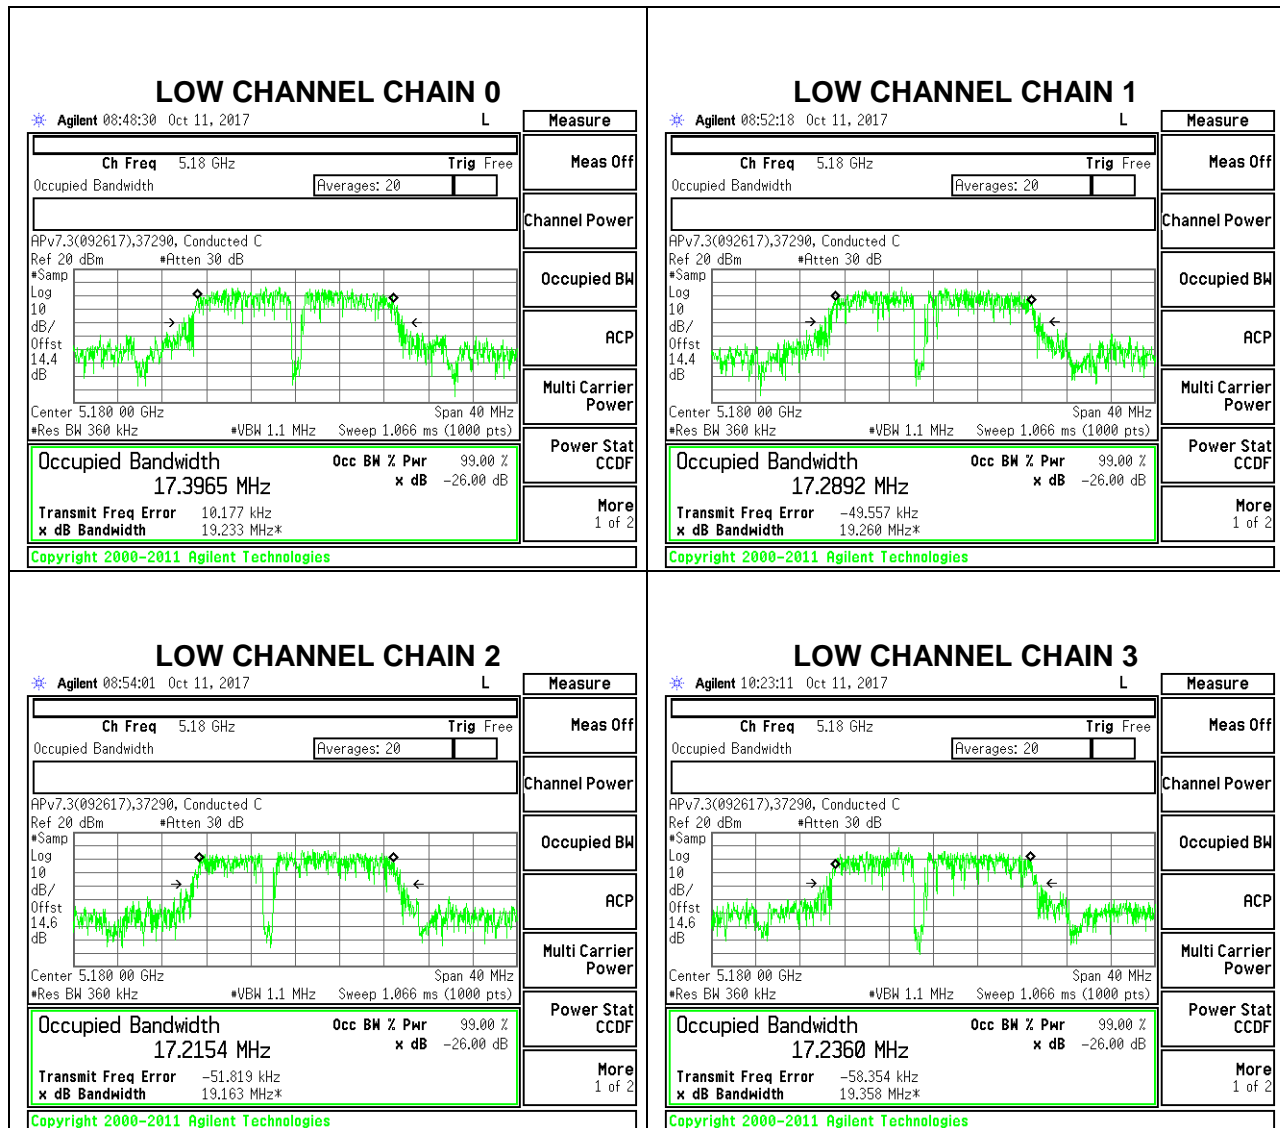 LOW CHANNEL CHAIN 0
Agilent 08:48:30 Oct 11, 2017 L Measure
Ch Freq 5.18 GHz Trig Free Meas Off
Occupied Bandwidth Averages: 20
Channel Power
APv7.3(092617),37290, Conducted C
Ref 20 dBm #Atten 30 dB
#Samp
Log
10
dB/
Offst
14.4
dB
Occupied BW
ACP
Multi Carrier
Power
Center 5.180 00 GHz Span 40 MHz
#Res BW 360 kHz #VBW 1.1 MHz Sweep 1.066 ms (1000 pts)
Occupied Bandwidth Occ BW % Pwr 99.00 %
17.3965 MHz x dB -26.00 dB
Transmit Freq Error 10.177 kHz
x dB Bandwidth 19.233 MHz*
Power Stat
CCDF
More
1 of 2
Copyright 2000-2011 Agilent Technologies
LOW CHANNEL CHAIN 1
Agilent 08:52:18 Oct 11, 2017 L Measure
Ch Freq 5.18 GHz Trig Free Meas Off
Occupied Bandwidth Averages: 20
Channel Power
APv7.3(092617),37290, Conducted C
Ref 20 dBm #Atten 30 dB
#Samp
Log
10
dB/
Offst
14.4
dB
Occupied BW
ACP
Multi Carrier
Power
Center 5.180 00 GHz Span 40 MHz
#Res BW 360 kHz #VBW 1.1 MHz Sweep 1.066 ms (1000 pts)
Occupied Bandwidth Occ BW % Pwr 99.00 %
17.2892 MHz x dB -26.00 dB
Transmit Freq Error -49.557 kHz
x dB Bandwidth 19.260 MHz*
Power Stat
CCDF
More
1 of 2
Copyright 2000-2011 Agilent Technologies
LOW CHANNEL CHAIN 2
Agilent 08:54:01 Oct 11, 2017 L Measure
Ch Freq 5.18 GHz Trig Free Meas Off
Occupied Bandwidth Averages: 20
Channel Power
APv7.3(092617),37290, Conducted C
Ref 20 dBm #Atten 30 dB
#Samp
Log
10
dB/
Offst
14.6
dB
Occupied BW
ACP
Multi Carrier
Power
Center 5.180 00 GHz Span 40 MHz
#Res BW 360 kHz #VBW 1.1 MHz Sweep 1.066 ms (1000 pts)
Occupied Bandwidth Occ BW % Pwr 99.00 %
17.2154 MHz x dB -26.00 dB
Transmit Freq Error -51.819 kHz
x dB Bandwidth 19.163 MHz*
Power Stat
CCDF
More
1 of 2
Copyright 2000-2011 Agilent Technologies
LOW CHANNEL CHAIN 3
Agilent 10:23:11 Oct 11, 2017 L Measure
Ch Freq 5.18 GHz Trig Free Meas Off
Occupied Bandwidth Averages: 20
Channel Power
APv7.3(092617),37290, Conducted C
Ref 20 dBm #Atten 30 dB
#Samp
Log
10
dB/
Offst
14.6
dB
Occupied BW
ACP
Multi Carrier
Power
Center 5.180 00 GHz Span 40 MHz
#Res BW 360 kHz #VBW 1.1 MHz Sweep 1.066 ms (1000 pts)
Occupied Bandwidth Occ BW % Pwr 99.00 %
17.2360 MHz x dB -26.00 dB
Transmit Freq Error -58.354 kHz
x dB Bandwidth 19.358 MHz*
Power Stat
CCDF
More
1 of 2
Copyright 2000-2011 Agilent Technologies